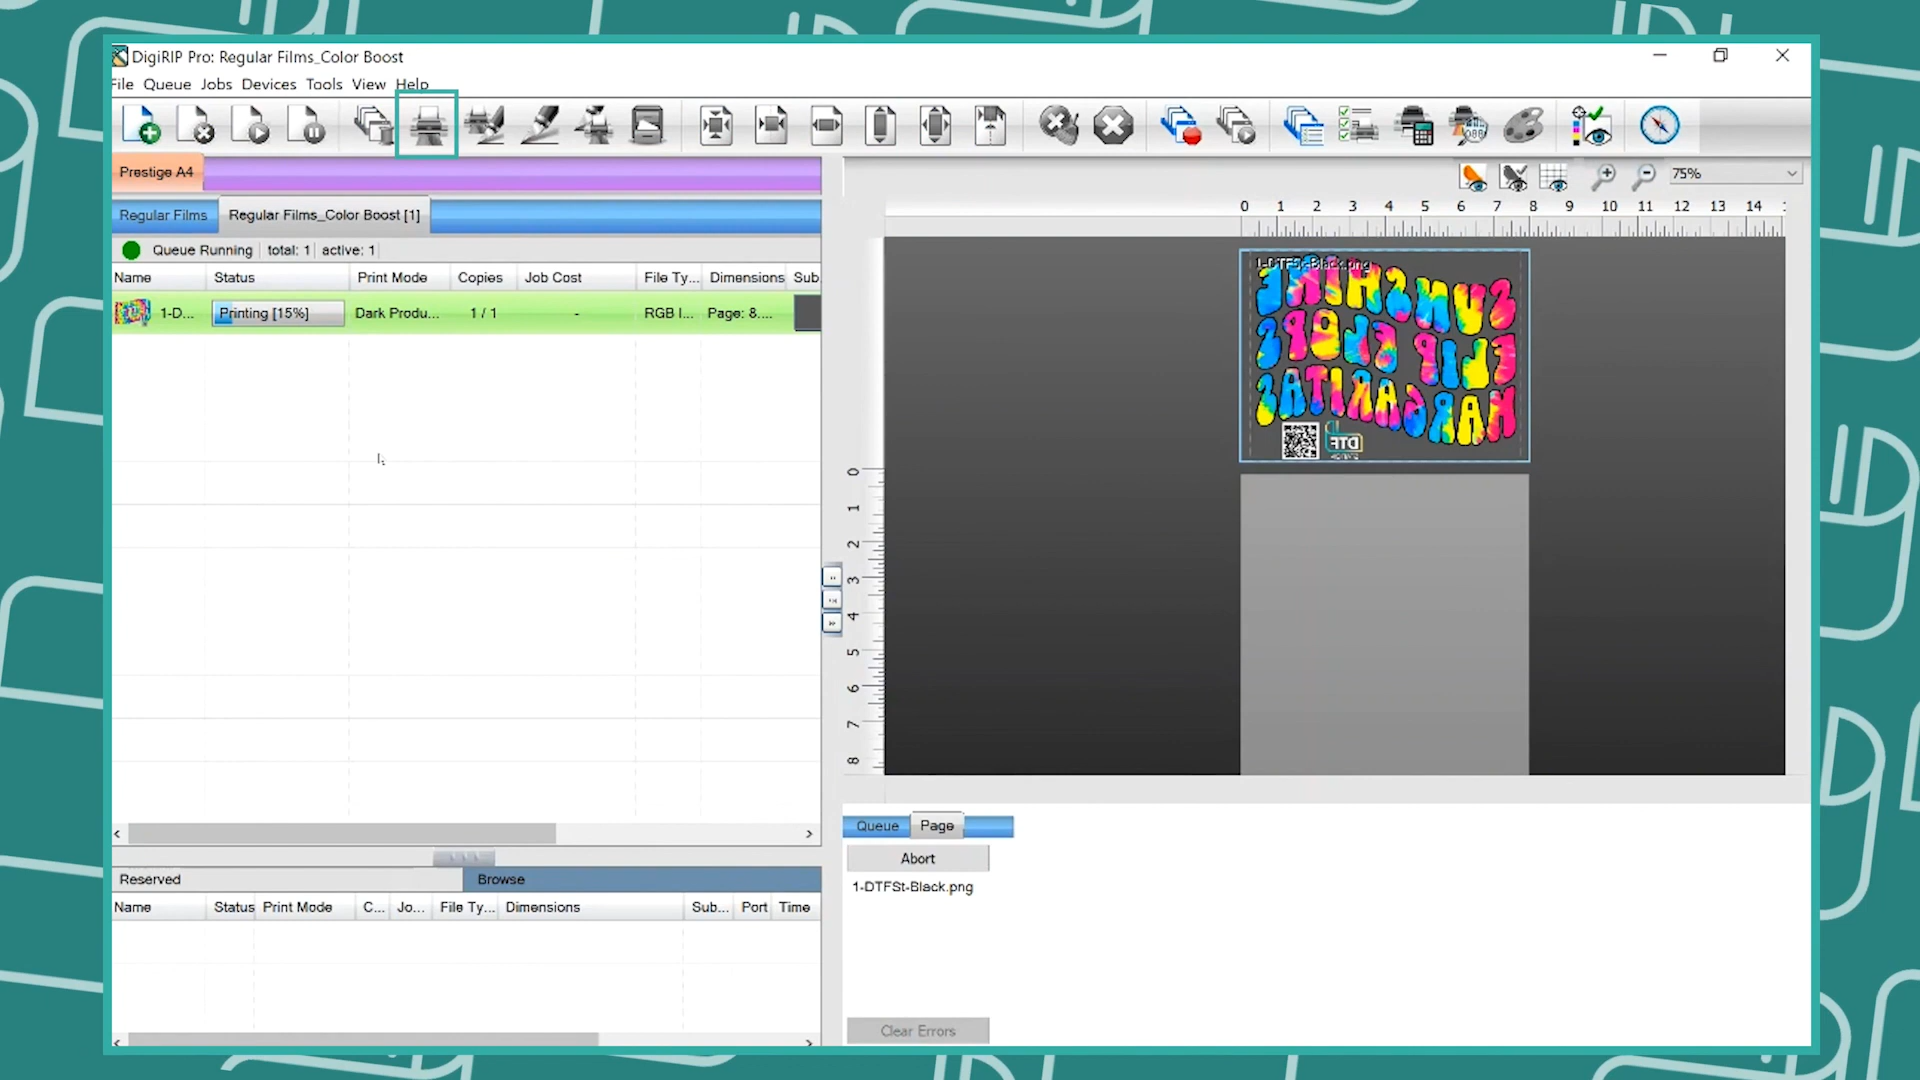 DigiRIP Pro: Regular Films_Color Boost
File Queue Jobs Devices Tools View Help
Prestige A4
75%
Regular Films
Regular Films_Color Boost [1]
0 1 2 3 4 5 6 7 8 9 10 11 12 13 14
Queue Running total: 1 active: 1
Name Status Print Mode Copies Job Cost File Ty... Dimensions Sub
1-D... Printing [15%] Dark Produ... 1 / 1 - RGB I... Page: 8....
1-DTFSt-Black.png
SUNSHINE
FLIP FLOPS
MARGARITAS
DTF
0
1
2
3
4
5
6
7
8
Queue Page
Abort
1-DTFSt-Black.png
Clear Errors
Reserved Browse
Name Status Print Mode C... Jo... File Ty... Dimensions Sub... Port Time